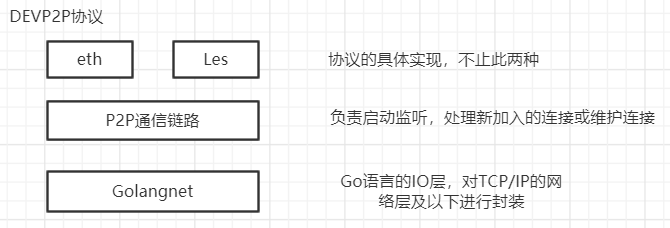 DEVP2P协议
eth
Les
协议的具体实现，不止此两种
P2P通信链路
负责启动监听，处理新加入的连接或维护连接
Golangnet
Go语言的IO层，对TCP/IP的网
络层及以下进行封装